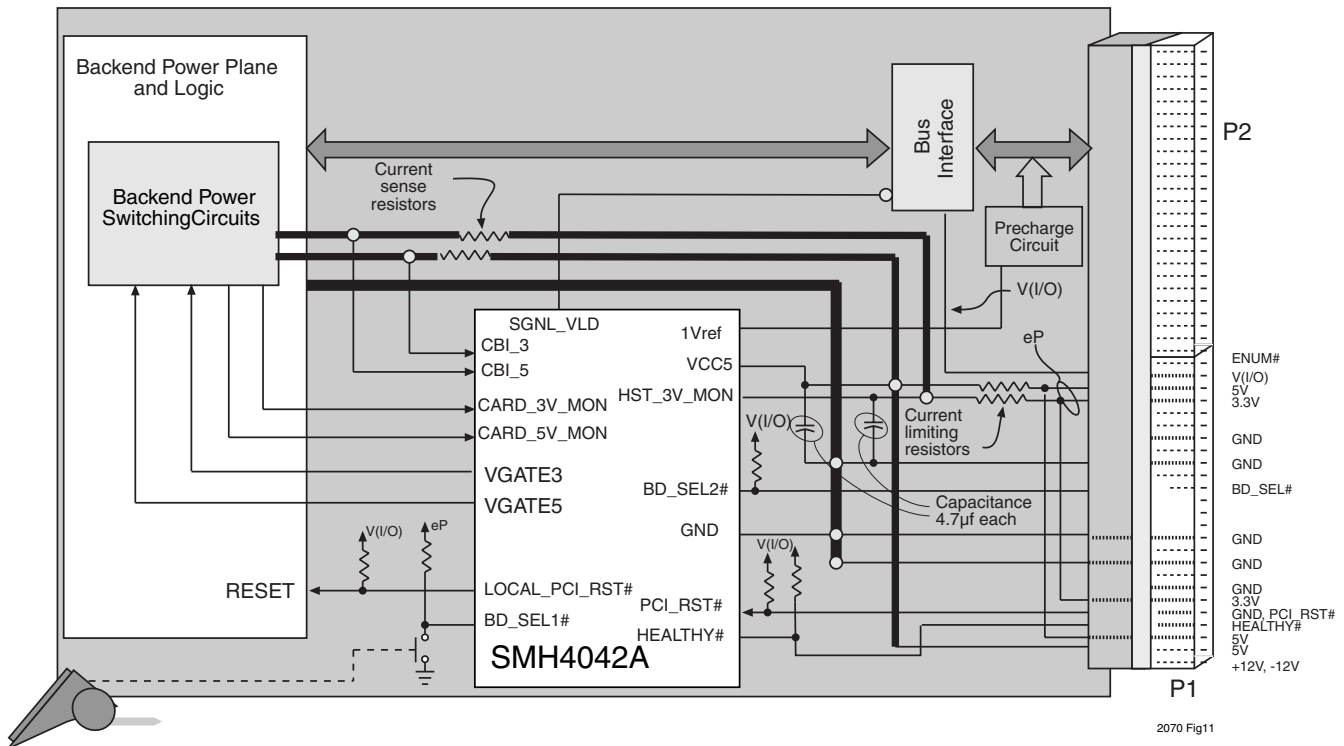 Backend Power Plane
and Logic
Backend Power
SwitchingCircuits
Current
sense
resistors
Bus
Interface
Precharge
Circuit
V(I/O)
P2
SGNL_VLD
1Vref
CBI_3
CBI_5
VCC5
HST_3V_MON
CARD_3V_MON
CARD_5V_MON
VGATE3
VGATE5
BD_SEL2#
GND
LOCAL_PCI_RST#
BD_SEL1#
PCI_RST#
HEALTHY#
SMH4042A
V(I/O)
eP
RESET
V(I/O)
V(I/O)
eP
Current
limiting
resistors
Capacitance
4.7µf each
ENUM#
V(I/O)
5V
3.3V
GND
GND
BD_SEL#
GND
GND
GND
3.3V
GND, PCI_RST#
HEALTHY#
5V
5V
+12V, -12V
P1
2070 Fig11